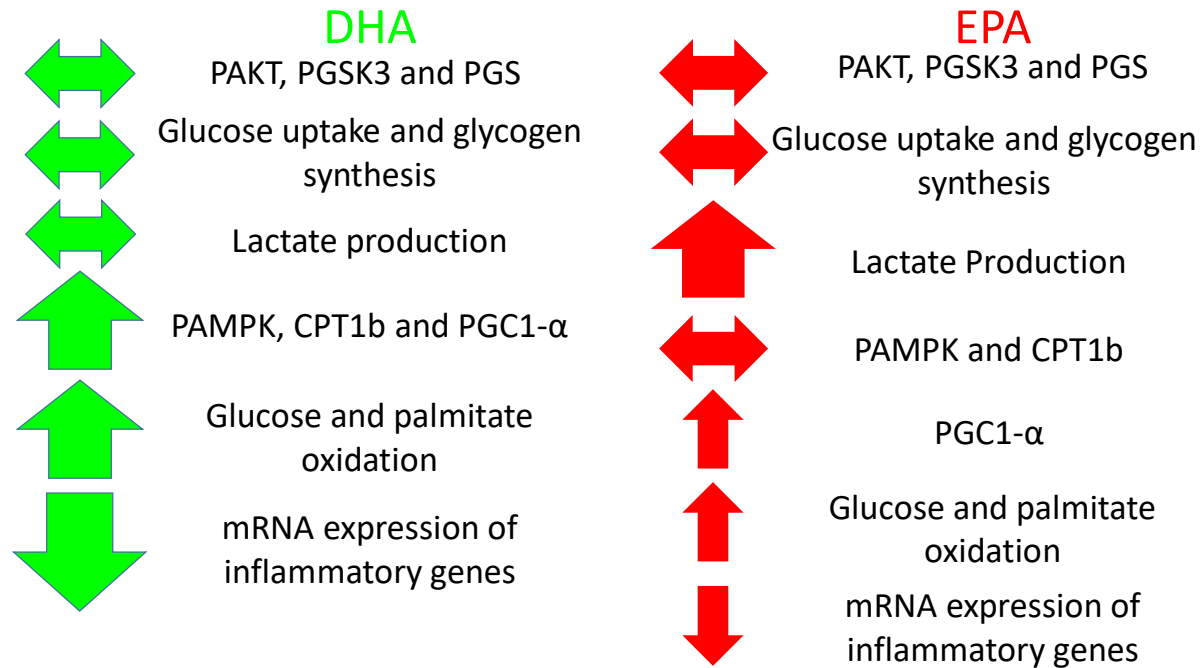 DHA
PAKT, PGSK3 and PGS
Glucose uptake and glycogen
synthesis
Lactate production
PAMPK, CPT1b and PGC1-α
Glucose and palmitate
oxidation
mRNA expression of
inflammatory genes
EPA
PAKT, PGSK3 and PGS
Glucose uptake and glycogen
synthesis
Lactate Production
PAMPK and CPT1b
PGC1-α
Glucose and palmitate
oxidation
mRNA expression of
inflammatory genes